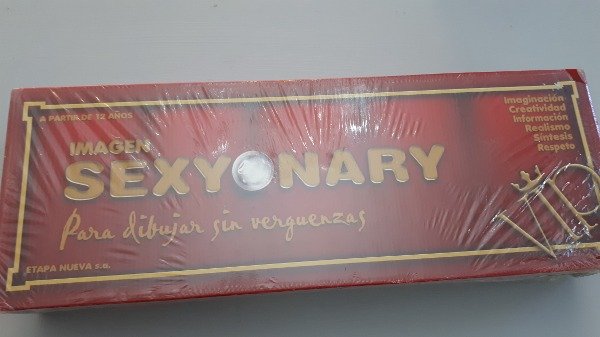 A PARTIR DE 12 AÑOS
IMAGEN
SEXYONARY
Para dibujar sin verguenzas
Imaginación
Creatividad
Información
Realismo
Síntesis
Respeto
VIP
ETAPA NUEVA s.a.